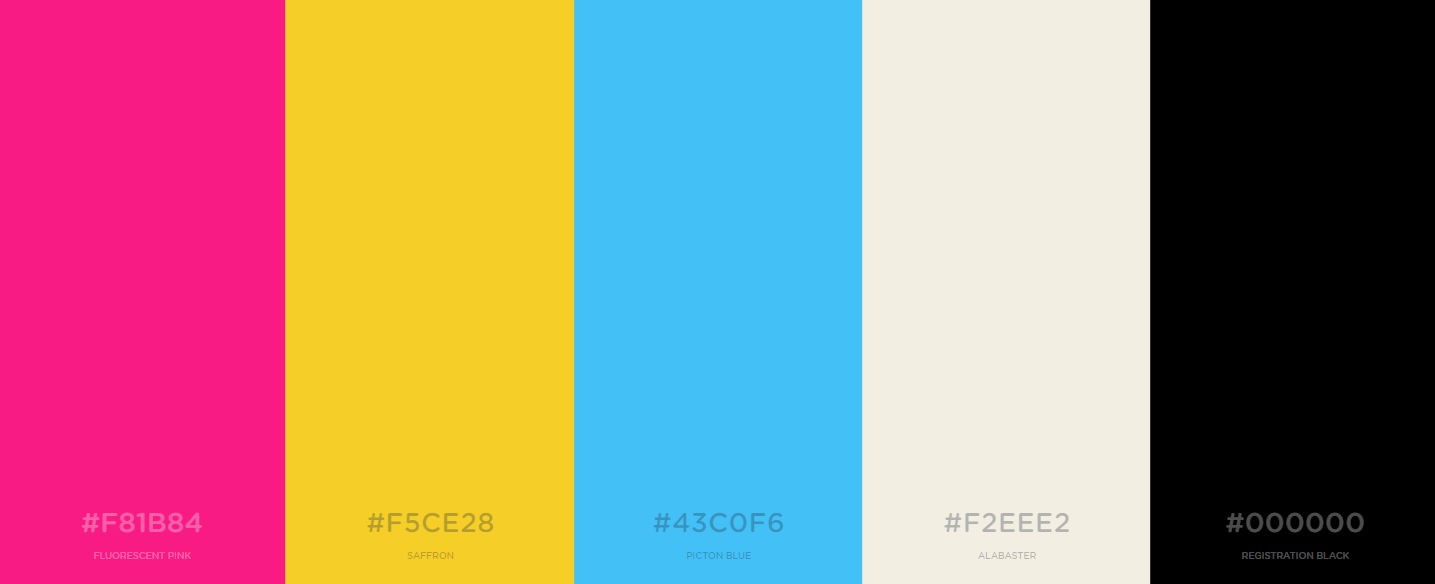 #F81B84
FLUORESCENT PINK
#F5CE28
SAFFRON
#43C0F6
PICTON BLUE
#F2EEE2
ALABASTER
#000000
REGISTRATION BLACK